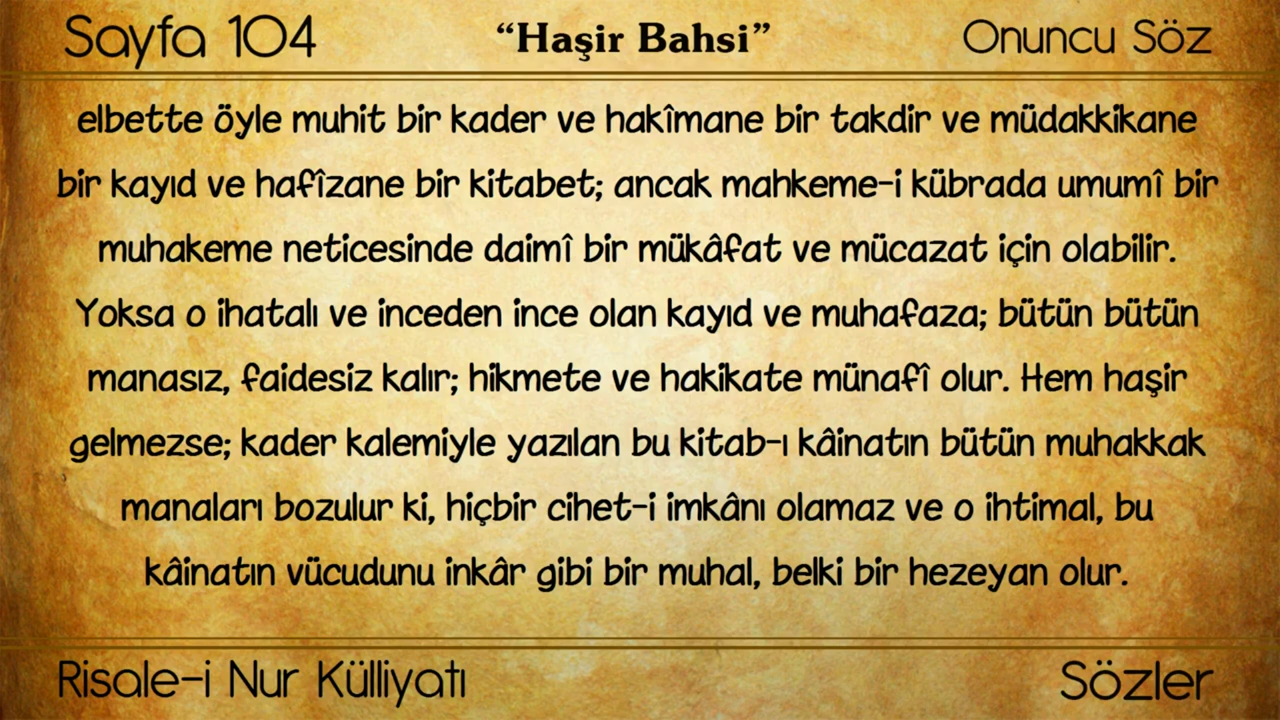 Sayfa 104
“Haşir Bahsi”
Onuncu Söz
elbette öyle muhit bir kader ve hakîmane bir takdir ve müdakkikane
bir kayıd ve hafîzane bir kitabet; ancak mahkeme-i kübrada umumî bir
muhakeme neticesinde daimî bir mükâfat ve mücazat için olabilir.
Yoksa o ihatalı ve inceden ince olan kayıd ve muhafaza; bütün bütün
manasız, faidesiz kalır; hikmete ve hakikate münafî olur. Hem haşir
gelmezse; kader kalemiyle yazılan bu kitab-ı kâinatın bütün muhakkak
manaları bozulur ki, hiçbir cihet-i imkânı olamaz ve o ihtimal, bu
kâinatın vücudunu inkâr gibi bir muhal, belki bir hezeyan olur.
Risale-i Nur Külliyatı
Sözler